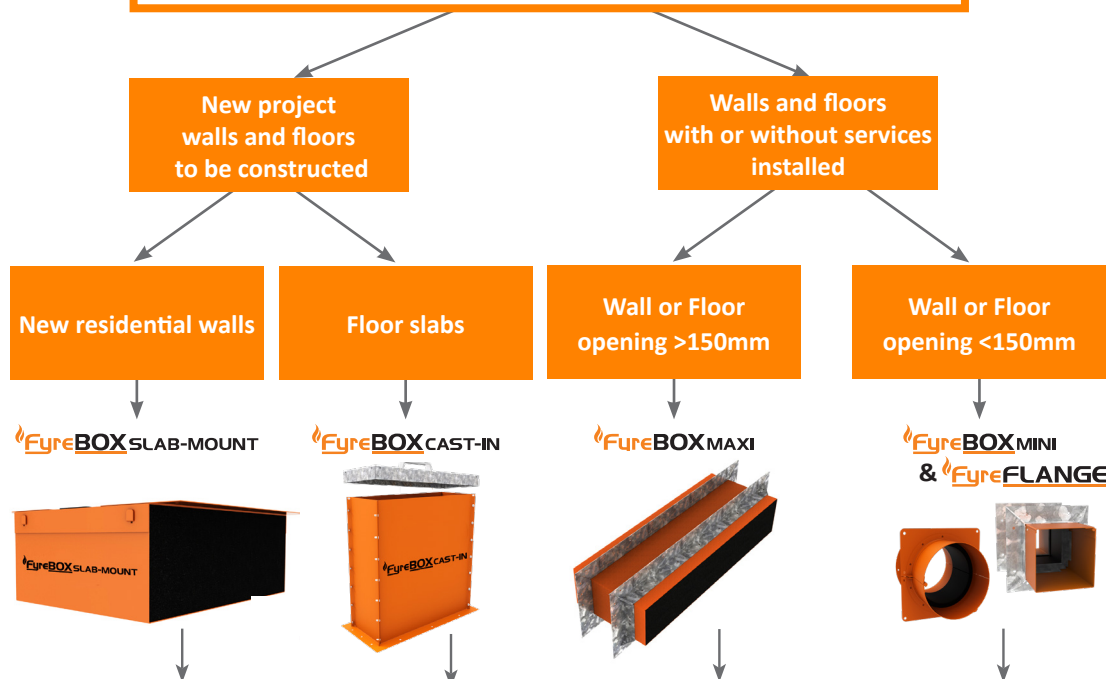 New project
walls and floors
to be constructed
Walls and floors
with or without services
installed
New residential walls
Floor slabs
Wall or Floor
opening >150mm
Wall or Floor
opening <150mm
FyreBOX SLAB-MOUNT
FyreBOX CAST-IN
FyreBOX MAXI
FyreBOX MINI
& FyreFLANGE
FyreBOX SLAB-MOUNT
FyreBOX CAST-IN